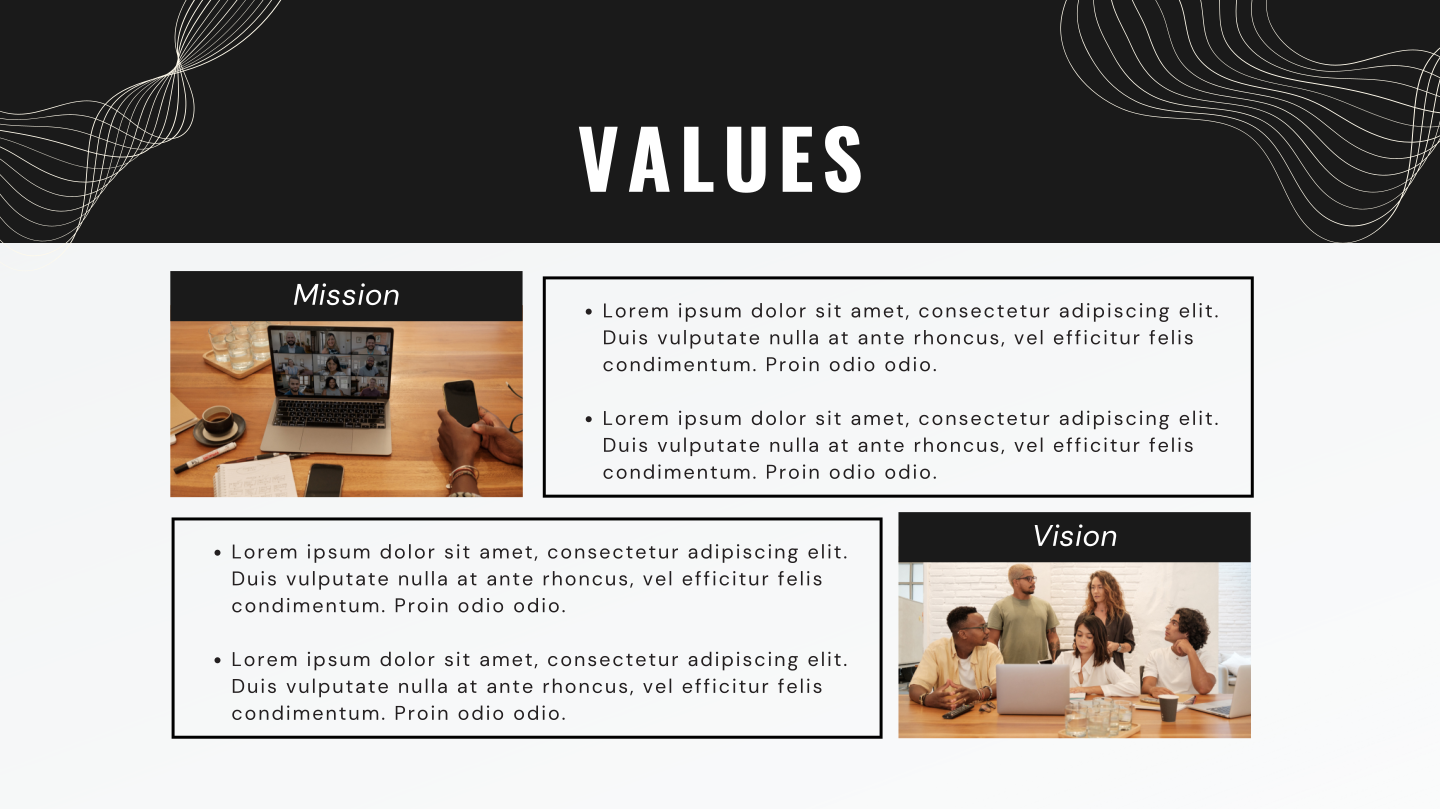 VALUES
Mission
• Lorem ipsum dolor sit amet, consectetur adipiscing elit.
Duis vulputate nulla at ante rhoncus, vel efficitur felis
condimentum. Proin odio odio.
• Lorem ipsum dolor sit amet, consectetur adipiscing elit.
Duis vulputate nulla at ante rhoncus, vel efficitur felis
condimentum. Proin odio odio.
• Lorem ipsum dolor sit amet, consectetur adipiscing elit.
Duis vulputate nulla at ante rhoncus, vel efficitur felis
condimentum. Proin odio odio.
• Lorem ipsum dolor sit amet, consectetur adipiscing elit.
Duis vulputate nulla at ante rhoncus, vel efficitur felis
condimentum. Proin odio odio.
Vision